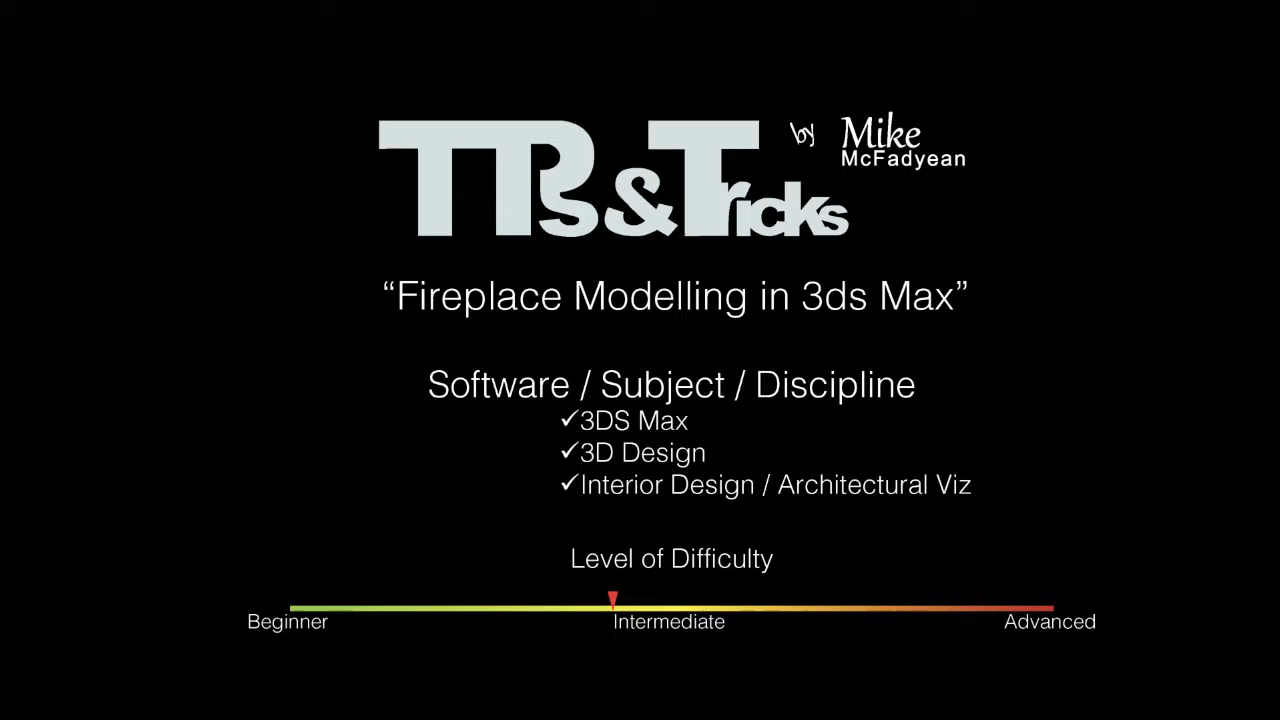 TIPs & Tricks by Mike McFadyean
“Fireplace Modelling in 3ds Max”
Software / Subject / Discipline
✓3DS Max
✓3D Design
✓Interior Design / Architectural Viz
Level of Difficulty
Beginner Intermediate Advanced